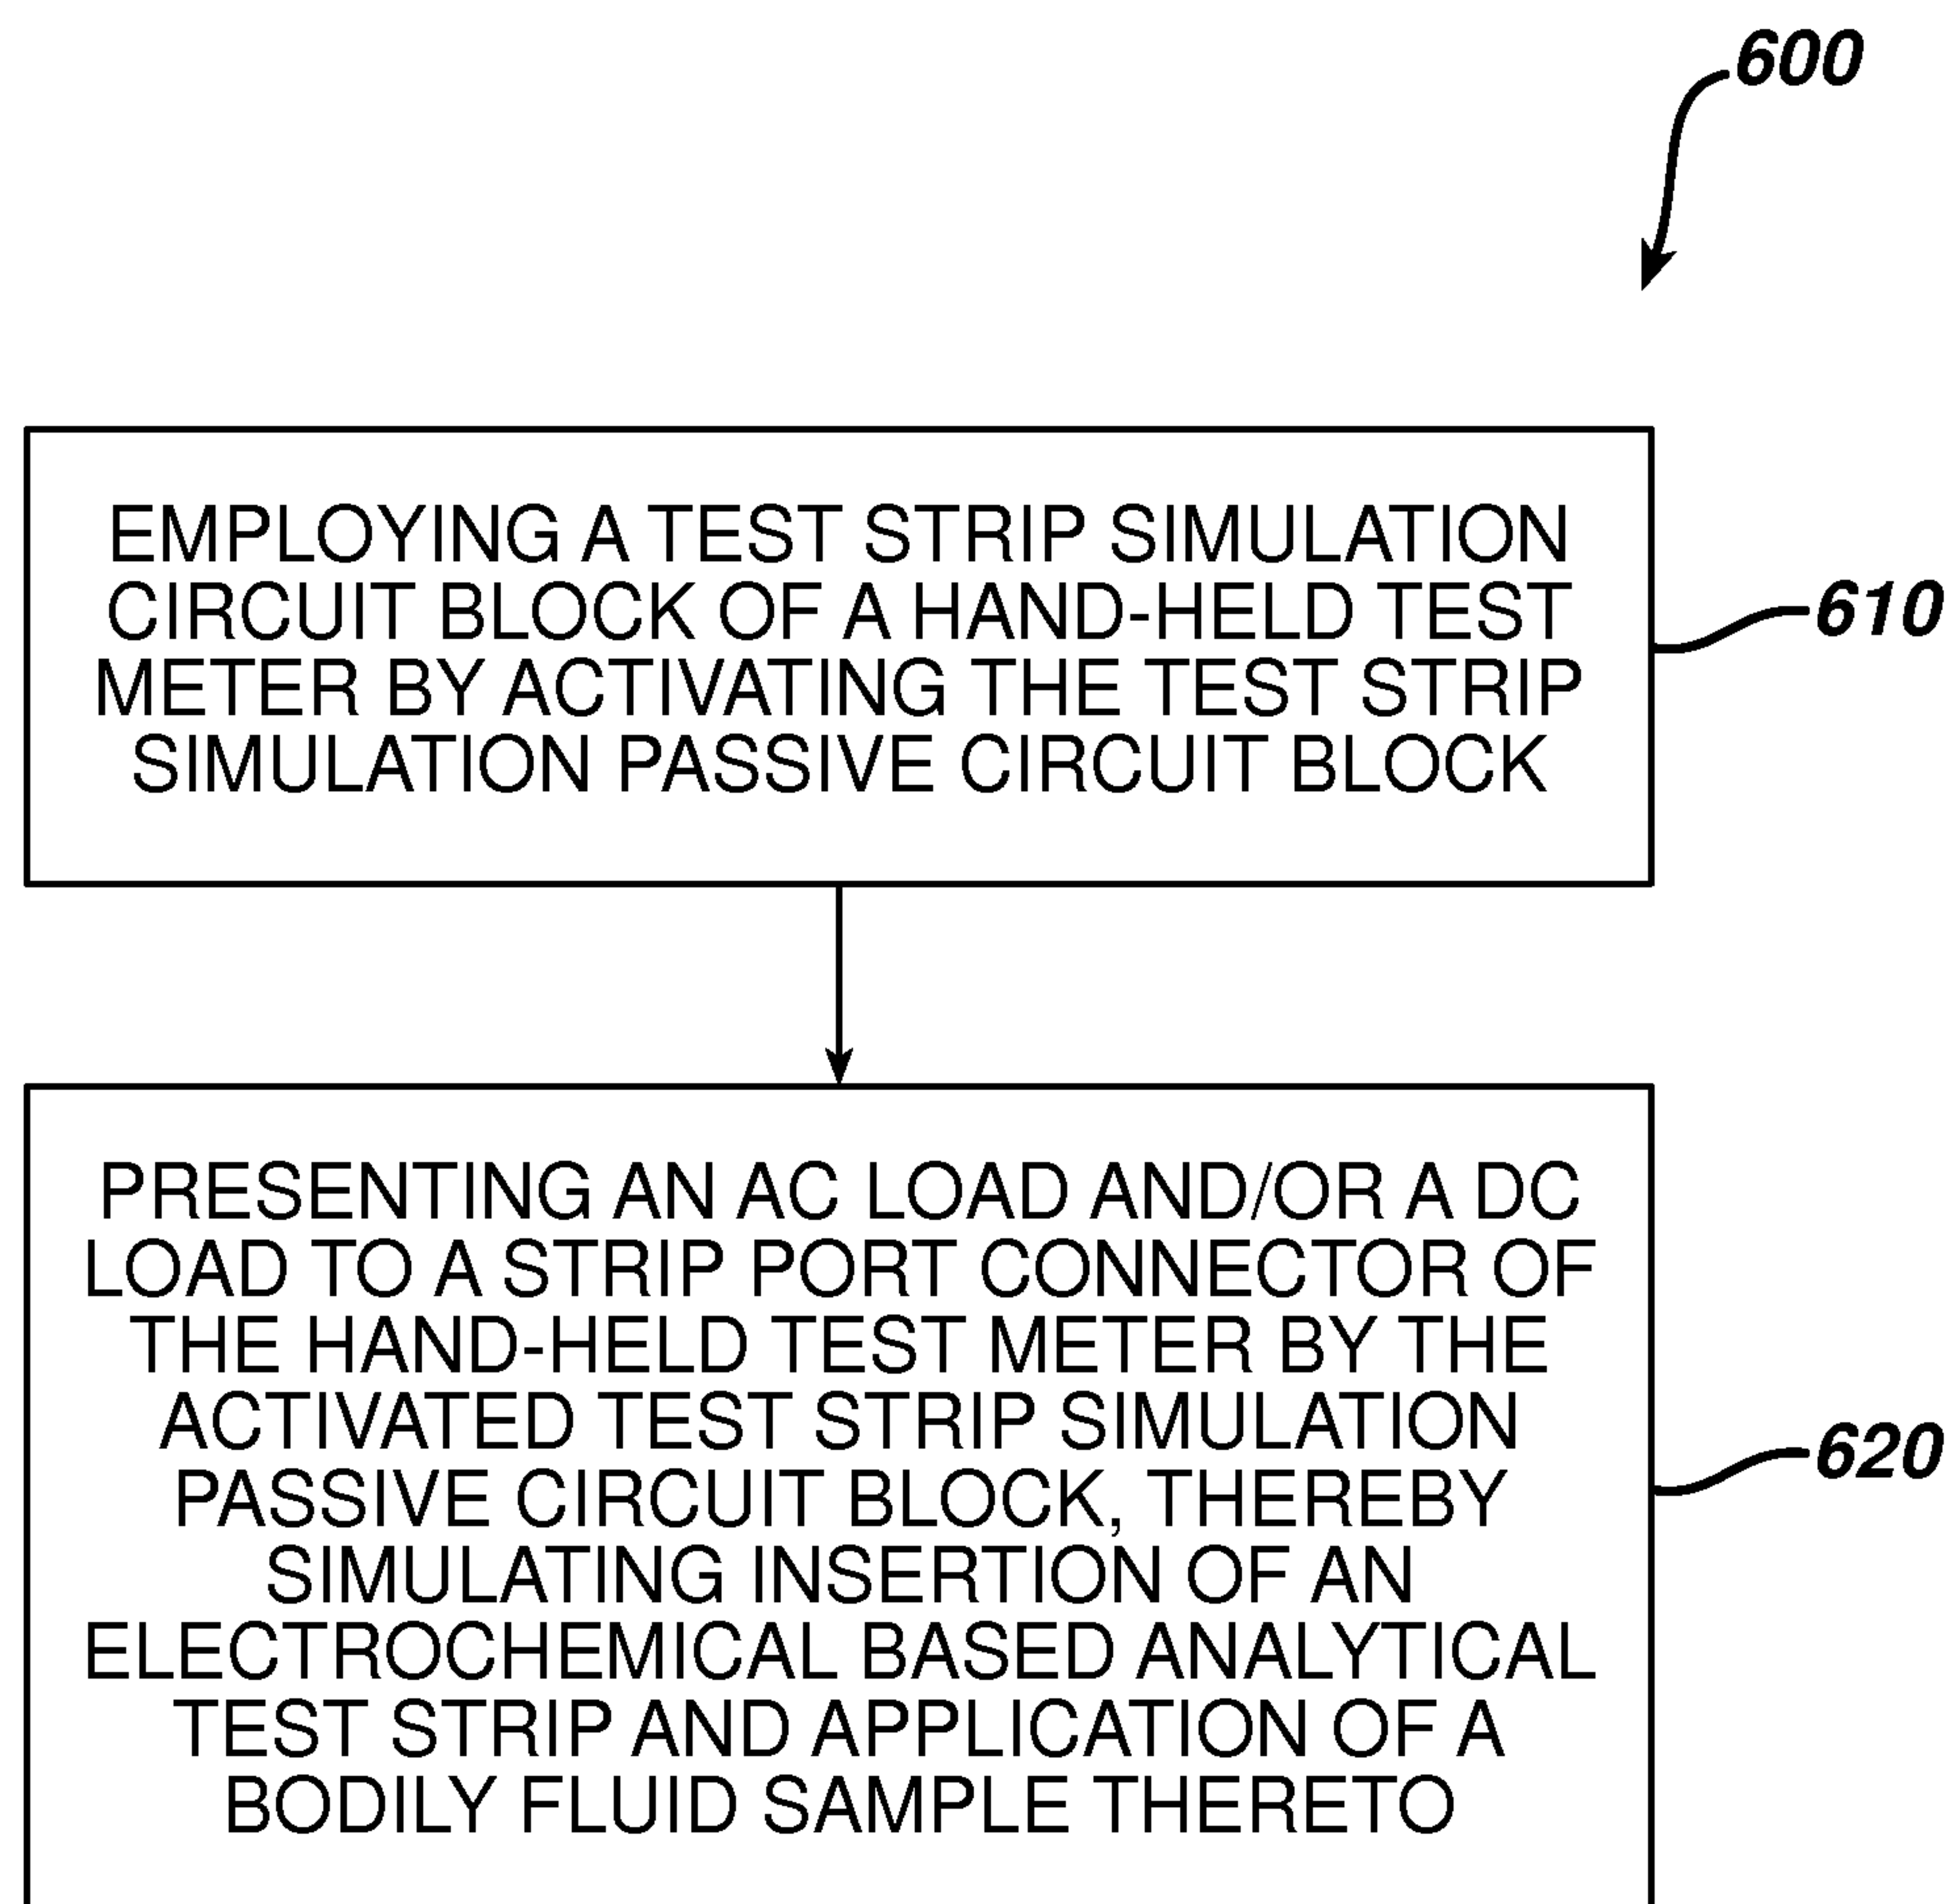 600
EMPLOYING A TEST STRIP SIMULATION
CIRCUIT BLOCK OF A HAND-HELD TEST
METER BY ACTIVATING THE TEST STRIP
SIMULATION PASSIVE CIRCUIT BLOCK
610
PRESENTING AN AC LOAD AND/OR A DC
LOAD TO A STRIP PORT CONNECTOR OF
THE HAND-HELD TEST METER BY THE
ACTIVATED TEST STRIP SIMULATION
PASSIVE CIRCUIT BLOCK, THEREBY
SIMULATING INSERTION OF AN
ELECTROCHEMICAL BASED ANALYTICAL
TEST STRIP AND APPLICATION OF A
BODILY FLUID SAMPLE THERETO
620